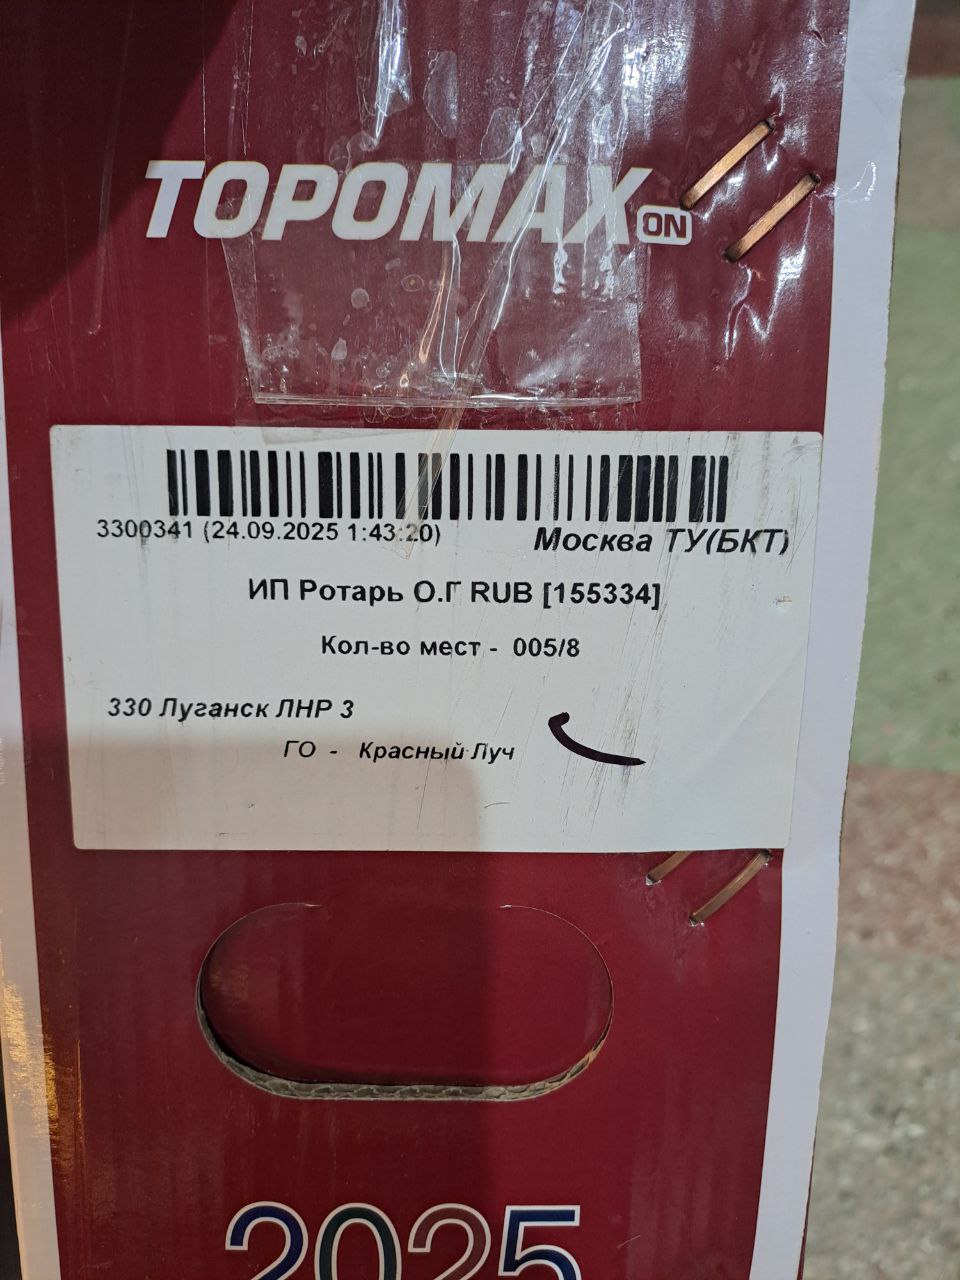 TOPOMAX ON
3300341 (24.09.2025 1:43:20)
Москва ТУ(БКТ)
ИП Ротарь О.Г RUB [155334]
Кол-во мест - 005/8
330 Луганск ЛНР 3
ГО - Красный Луч
2025